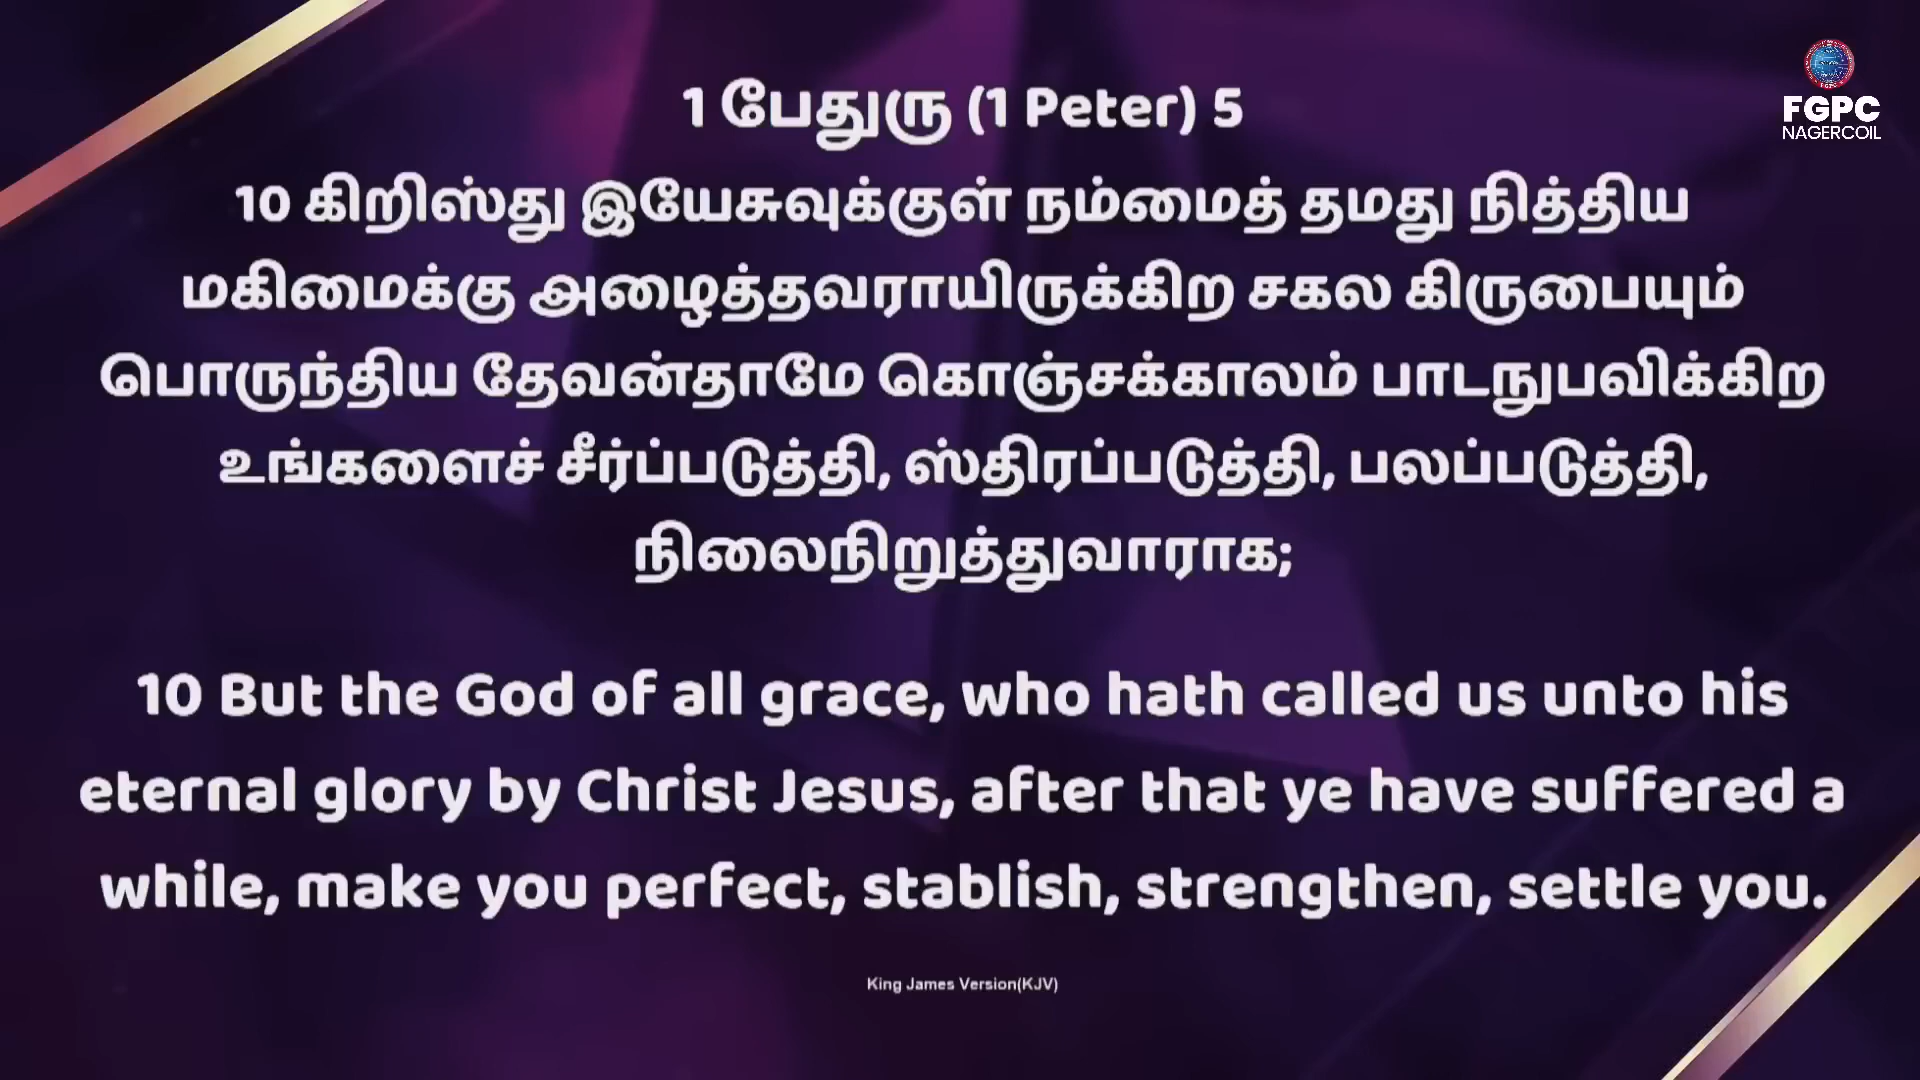 1 பேதுரு (1 Peter) 5
10 கிறிஸ்து இயேசுவுக்குள் நம்மைத் தமது நித்திய
மகிமைக்கு அழைத்தவராயிருக்கிற சகல கிருபையும்
பொருந்திய தேவன்தாமே கொஞ்சக்காலம் பாடநுபவிக்கிற
உங்களைச் சீர்ப்படுத்தி, ஸ்திரப்படுத்தி, பலப்படுத்தி,
நிலைநிறுத்துவாராக;
10 But the God of all grace, who hath called us unto his
eternal glory by Christ Jesus, after that ye have suffered a
while, make you perfect, stablish, strengthen, settle you.
King James Version(KJV)
FGPC
NAGERCOIL